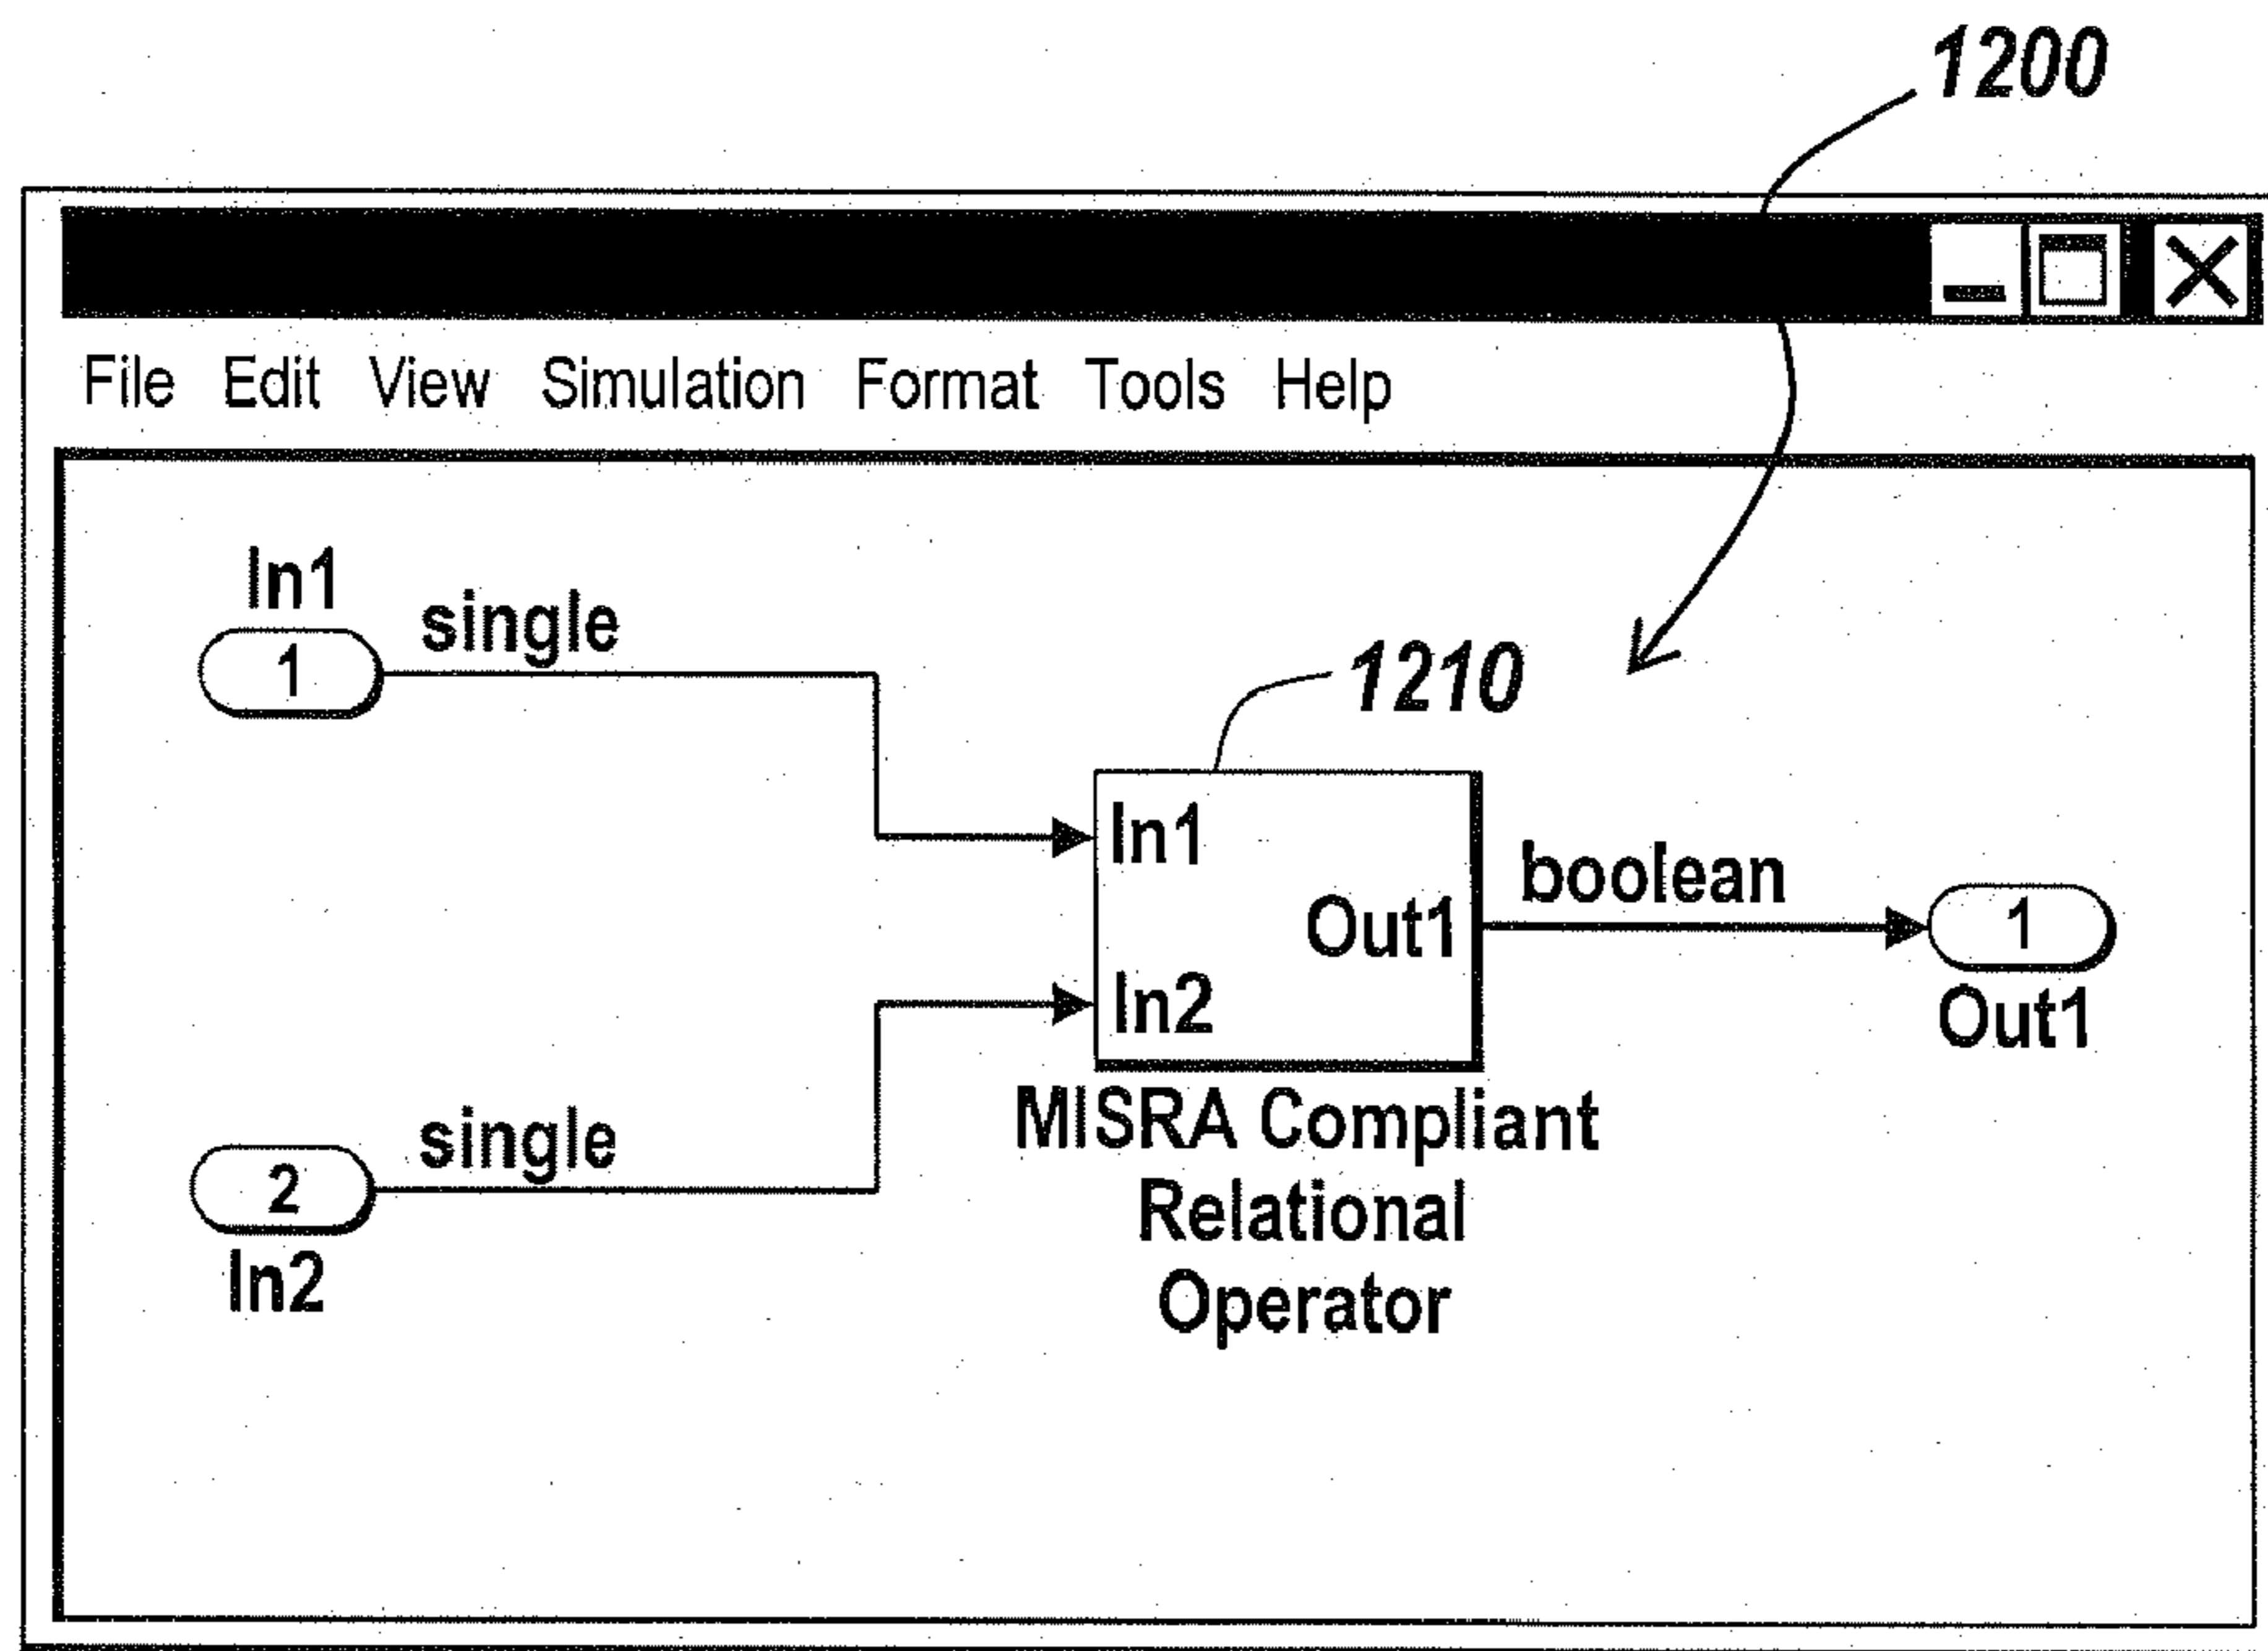 1200
File Edit View Simulation Format Tools Help
In1
1
single
1210
In1
Out1
In2
boolean
1
Out1
MISRA Compliant
Relational
Operator
single
2
In2